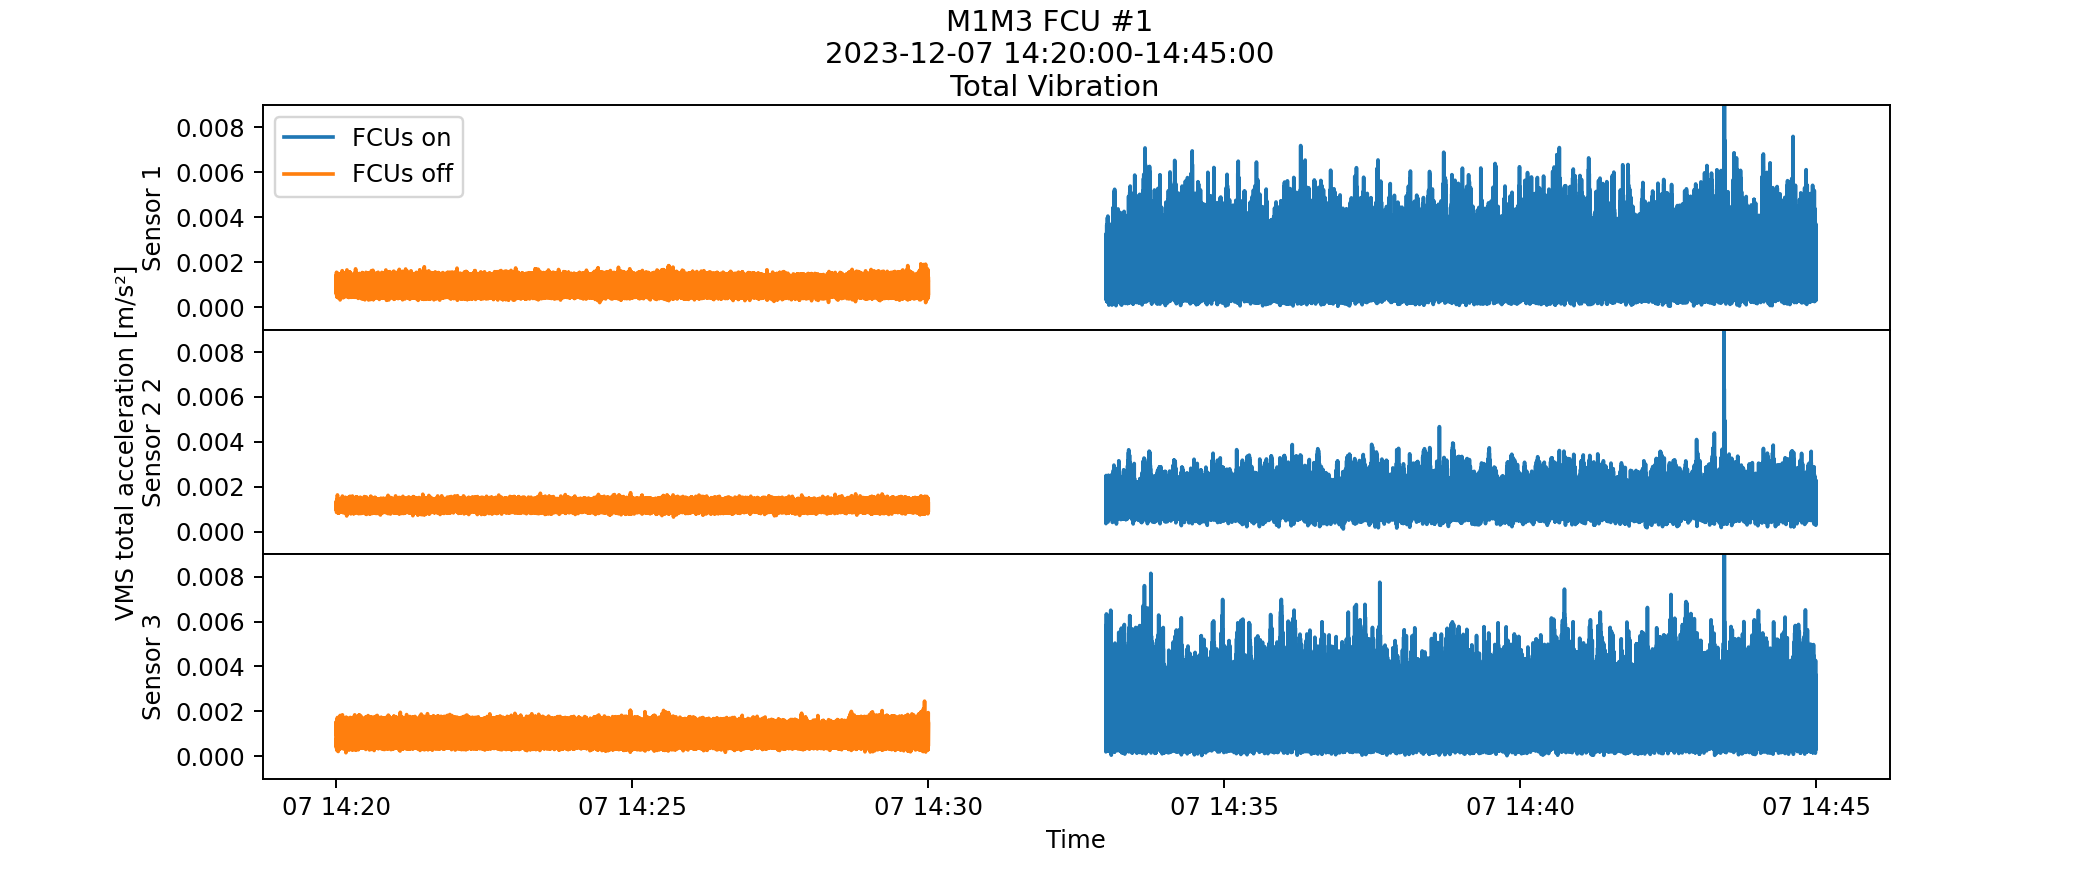 M1M3 FCU #1
2023-12-07 14:20:00-14:45:00
Total Vibration
FCUs on
FCUs off
VMS total acceleration [m/s²]
Sensor 1
0.008
0.006
0.004
0.002
0.000
Sensor 2 2
0.008
0.006
0.004
0.002
0.000
Sensor 3
0.008
0.006
0.004
0.002
0.000
07 14:20
07 14:25
07 14:30
07 14:35
07 14:40
07 14:45
Time